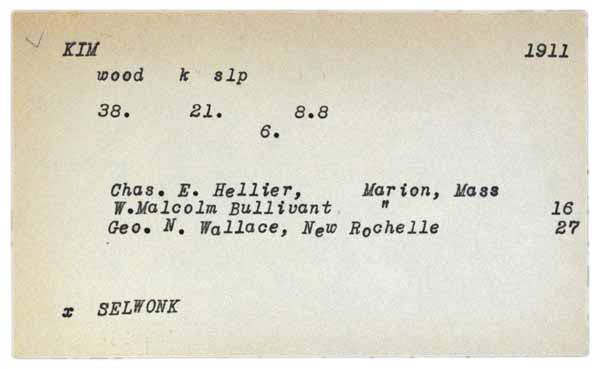 KIM 1911
wood k slp
38. 21. 8.8
6.
Chas. E. Hellier, Marion, Mass
W.Malcolm Bullivant " 16
Geo. N. Wallace, New Rochelle 27
x SELWONK